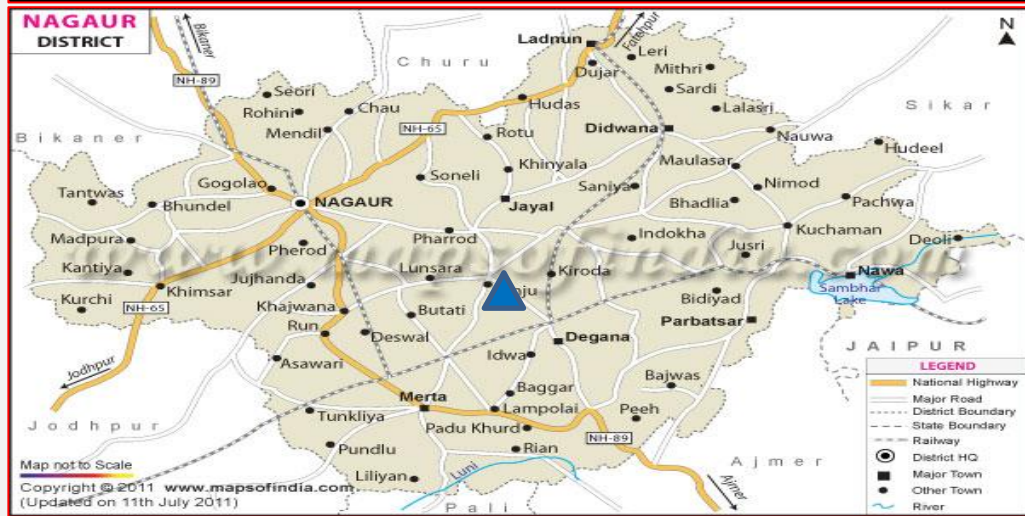 NAGAUR
DISTRICT
N
Bikaner
NH-89
Churu
Ladnun
Fatehpur
Leri
Dujar
Mithri
Sardi
Seori
Rohini
Chau
Mendil
NH-65
Hudas
Lalasri
Sikar
Rotu
Didwana
Nauwa
Hudeel
Bikaner
Khinyala
Maulasar
Tantwas
Gogolao
Soneli
Saniya
Nimod
Bhundel
NAGAUR
Jayal
Bhadlia
Pachwa
Madpura
Pherod
Pharrod
Indokha
Kuchaman
Jusri
Deoli
www.mapsofindia.com
Kantiya
Jujhanda
Lunsara
Kiroda
Nawa
Khimsar
Sambhar
Lake
Kurchi
NH-65
Khajwana
Butati
Bidiyad
Run
Deswal
Degana
Parbatsar
JAIPUR
Asawari
Idwa
Jodhpur
Baggar
Bajwas
Merta
Lampolai
Tunkliya
Padu Khurd
Peeh
Jodhpur
NH-89
Pundlu
Rian
Ajmer
Luni
Liliyan
Ajmer
Pali
LEGEND
National Highway
Major Road
District Boundary
State Boundary
Railway
District HQ
Major Town
Other Town
River
Map not to Scale
Copyright © 2011 www.mapsofindia.com
(Updated on 11th July 2011)